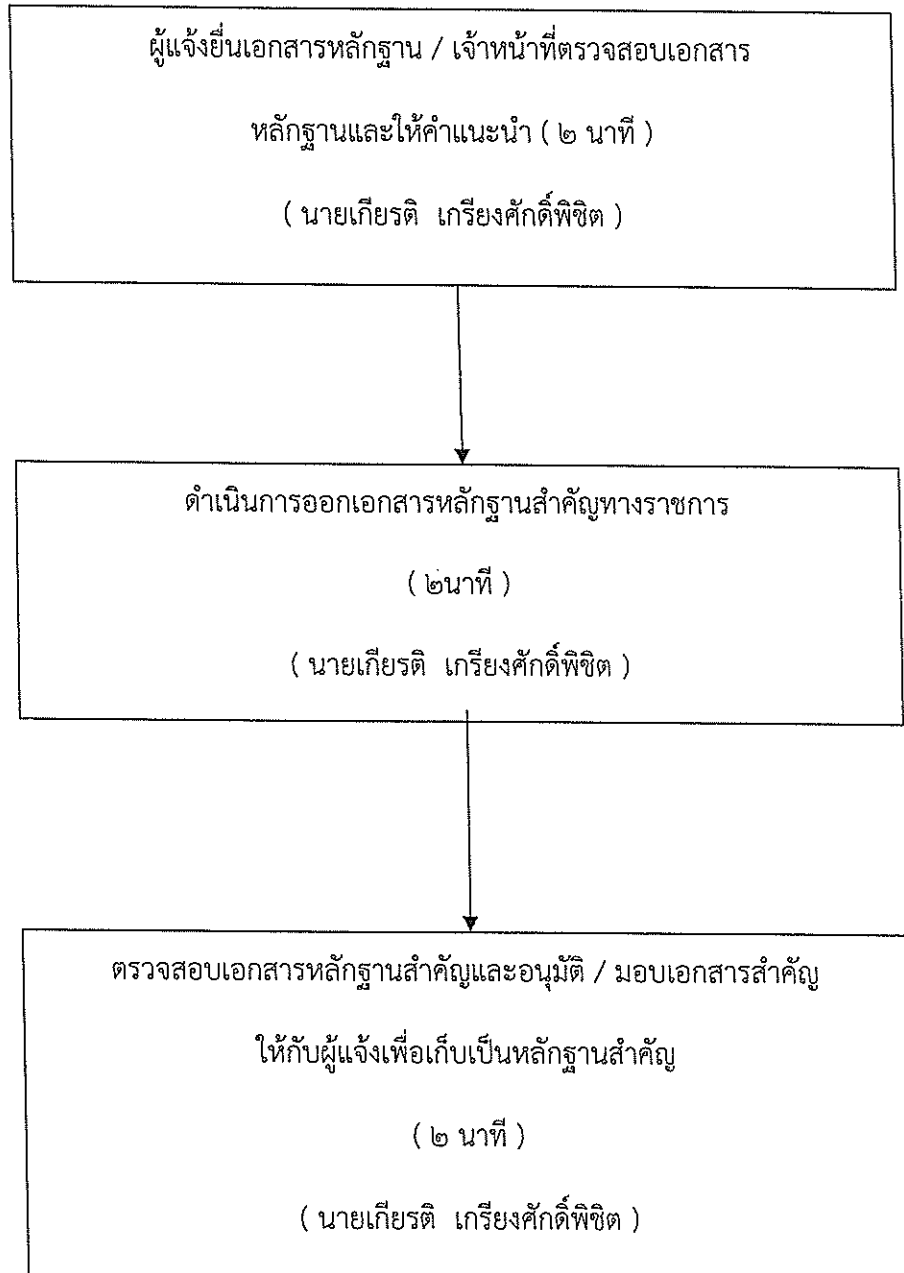 ผู้แจ้งยื่นเอกสารหลักฐาน / เจ้าหน้าที่ตรวจสอบเอกสาร
หลักฐานและให้คำแนะนำ ( ๒ นาที )
( นายเกียรติ เกรียงศักดิ์พิชิต )
ดำเนินการออกเอกสารหลักฐานสำคัญทางราชการ
( ๒นาที )
( นายเกียรติ เกรียงศักดิ์พิชิต )
ตรวจสอบเอกสารหลักฐานสำคัญและอนุมัติ / มอบเอกสารสำคัญ
ให้กับผู้แจ้งเพื่อเก็บเป็นหลักฐานสำคัญ
( ๒ นาที )
( นายเกียรติ เกรียงศักดิ์พิชิต )